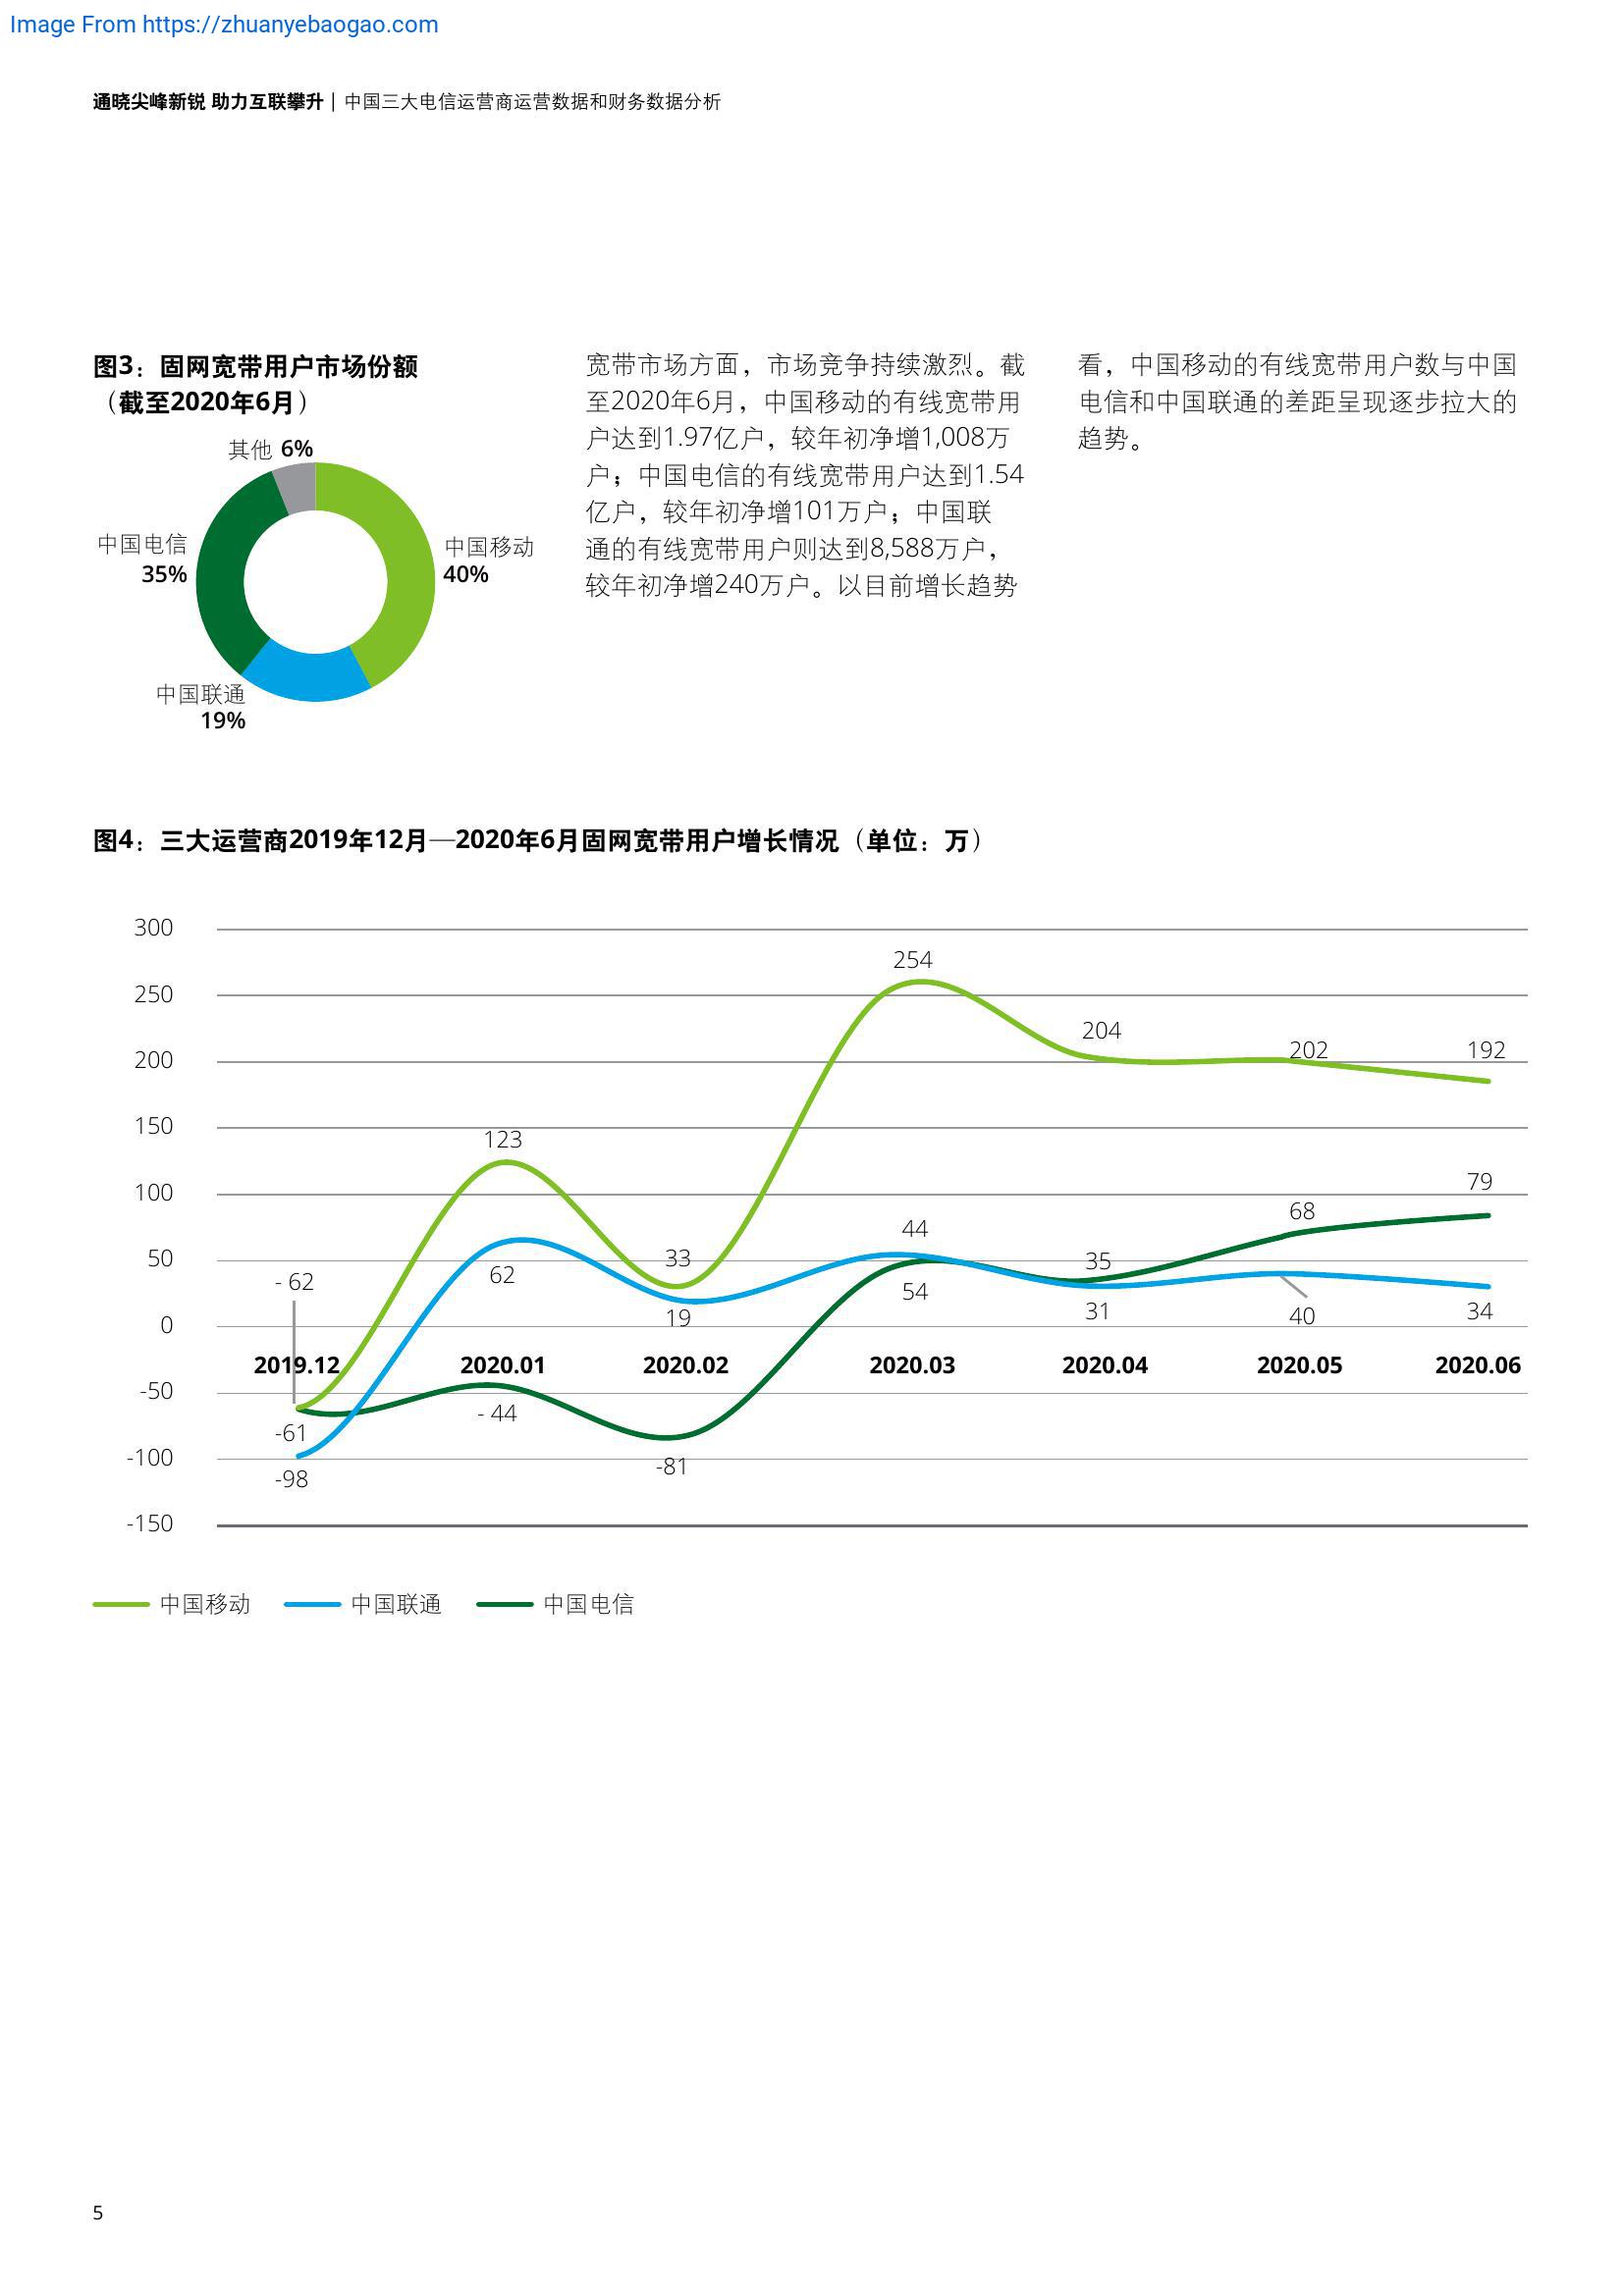 Image From https://zhuanyebaogao.com
通晓尖峰新锐 助力互联攀升 | 中国三大电信运营商运营数据和财务数据分析
图3：固网宽带用户市场份额
（截至2020年6月）
其他 6%
中国电信
35%
中国移动
40%
中国联通
19%
宽带市场方面，市场竞争持续激烈。截
至2020年6月，中国移动的有线宽带用
户达到1.97亿户，较年初净增1,008万
户；中国电信的有线宽带用户达到1.54
亿户，较年初净增101万户；中国联
通的有线宽带用户则达到8,588万户，
较年初净增240万户。以目前增长趋势
看，中国移动的有线宽带用户数与中国
电信和中国联通的差距呈现逐步拉大的
趋势。
图4：三大运营商2019年12月—2020年6月固网宽带用户增长情况（单位：万）
300
254
250
204
202
192
200
150
123
100
79
68
50
44
33
35
- 62
62
54
19
31
40
34
0
2019.12 2020.01 2020.02 2020.03 2020.04 2020.05 2020.06
-50
- 44
-61
-100
-81
-98
-150
中国移动 中国联通 中国电信
5